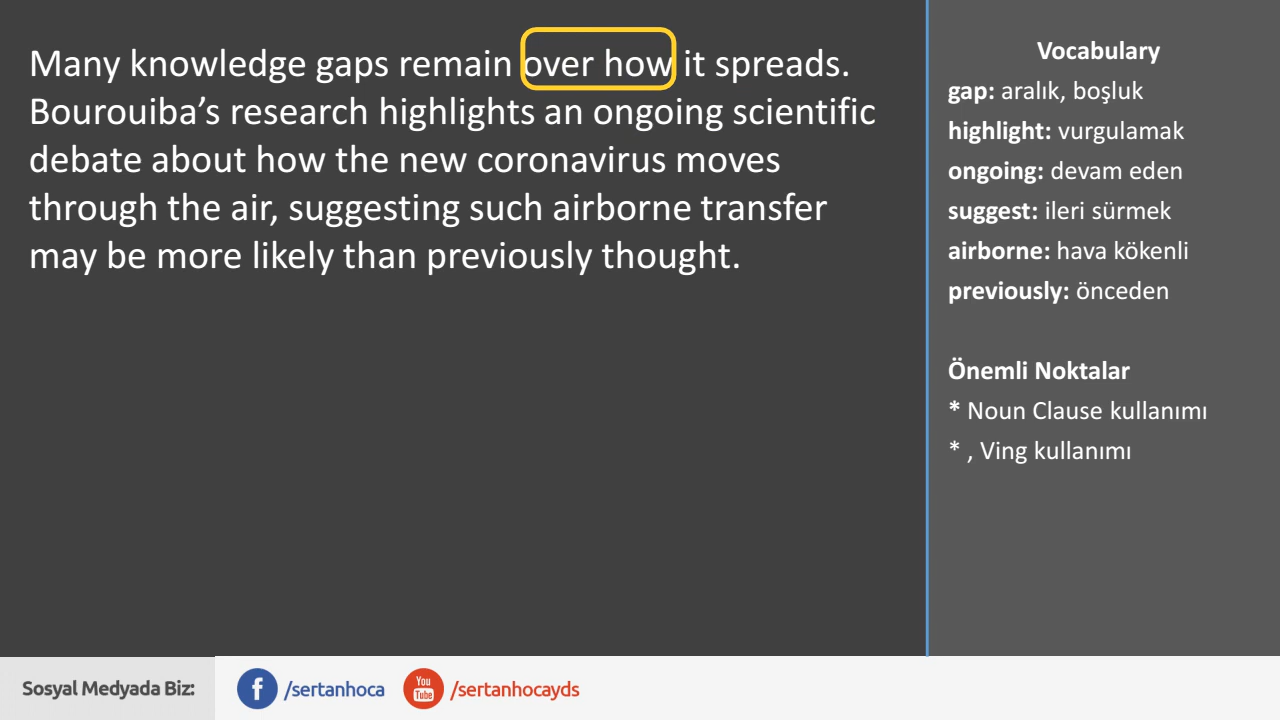 Many knowledge gaps remain over how it spreads.
Bourouiba’s research highlights an ongoing scientific
debate about how the new coronavirus moves
through the air, suggesting such airborne transfer
may be more likely than previously thought.
Vocabulary
gap: aralık, boşluk
highlight: vurgulamak
ongoing: devam eden
suggest: ileri sürmek
airborne: hava kökenli
previously: önceden
Önemli Noktalar
* Noun Clause kullanımı
* , Ving kullanımı
Sosyal Medyada Biz:
f /sertanhoca
You Tube /sertanhocayds